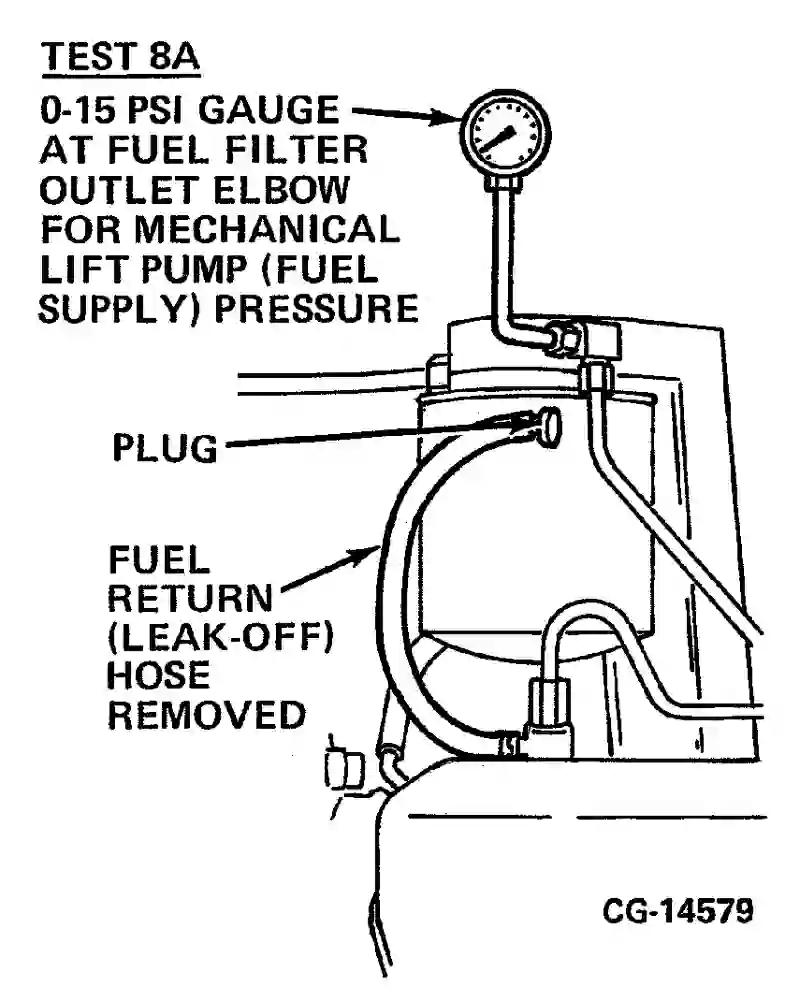 TEST 8A
0-15 PSI GAUGE
AT FUEL FILTER
OUTLET ELBOW
FOR MECHANICAL
LIFT PUMP (FUEL
SUPPLY) PRESSURE
PLUG
FUEL
RETURN
(LEAK-OFF)
HOSE
REMOVED
CG-14579